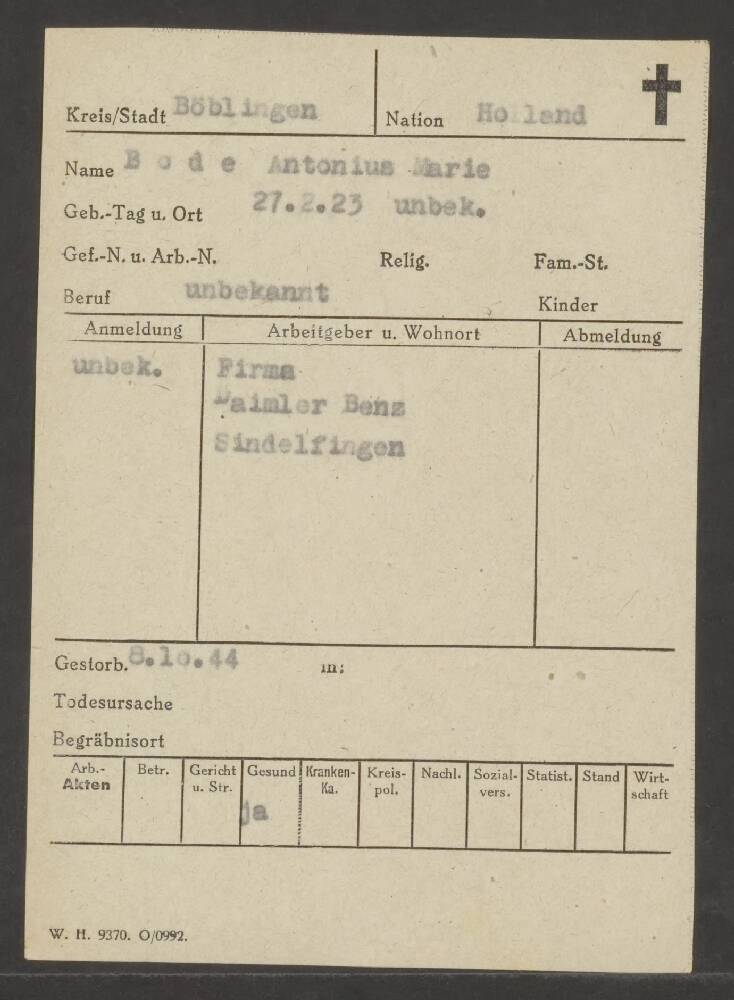 Kreis/Stadt Böblingen Nation Holland
Name B o d e Antonius Marie
Geb.-Tag u. Ort 27.2.23 unbek.
Gef.-N. u. Arb.-N. Relig. Fam.-St.
Beruf unbekannt Kinder
Anmeldung Arbeitgeber u. Wohnort Abmeldung
unbek. Firma
Daimler Benz
Sindelfingen
Gestorb. 8.10.44 in:
Todesursache
Begräbnisort
Arb.- Betr. Gericht Gesund Kranken- Kreis- Nachl. Sozial- Statist. Stand Wirt-
Akten u. Str. Ka. pol. vers. schaft
ja
W. H. 9370. O/0992.